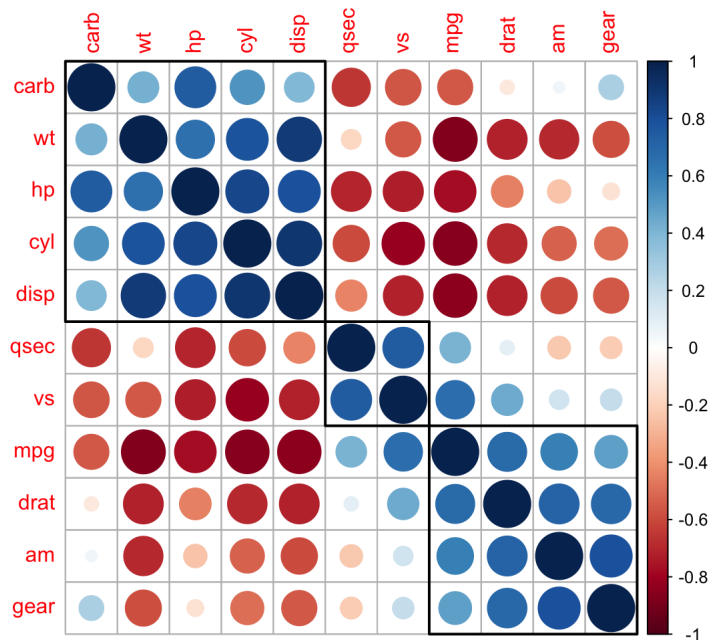 carb wt hp cyl disp qsec vs mpg drat am gear
carb
wt
hp
cyl
disp
qsec
vs
mpg
drat
am
gear
1
0.8
0.6
0.4
0.2
0
-0.2
-0.4
-0.6
-0.8
-1